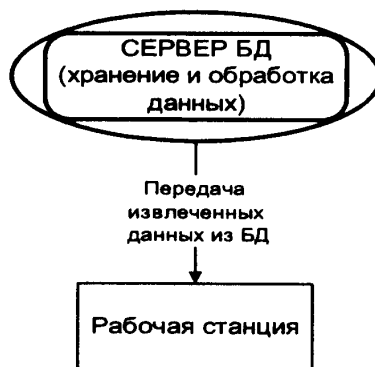 СЕРВЕР БД
(хранение и обработка
данных)
Передача
извлеченных
данных из БД
Рабочая станция